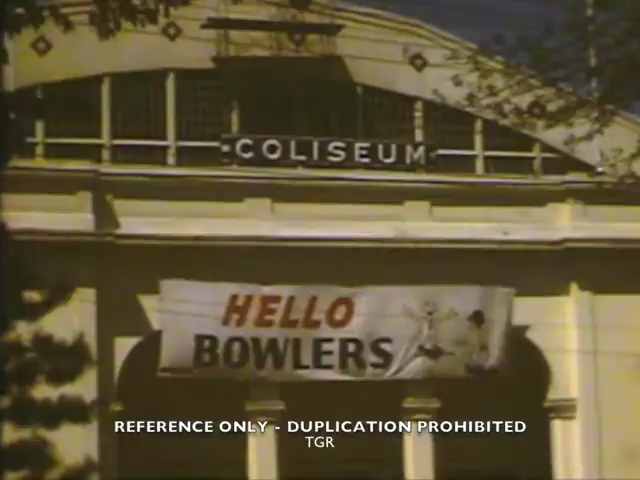 COLISEUM
HELLO
BOWLERS
REFERENCE ONLY - DUPLICATION PROHIBITED
TGR